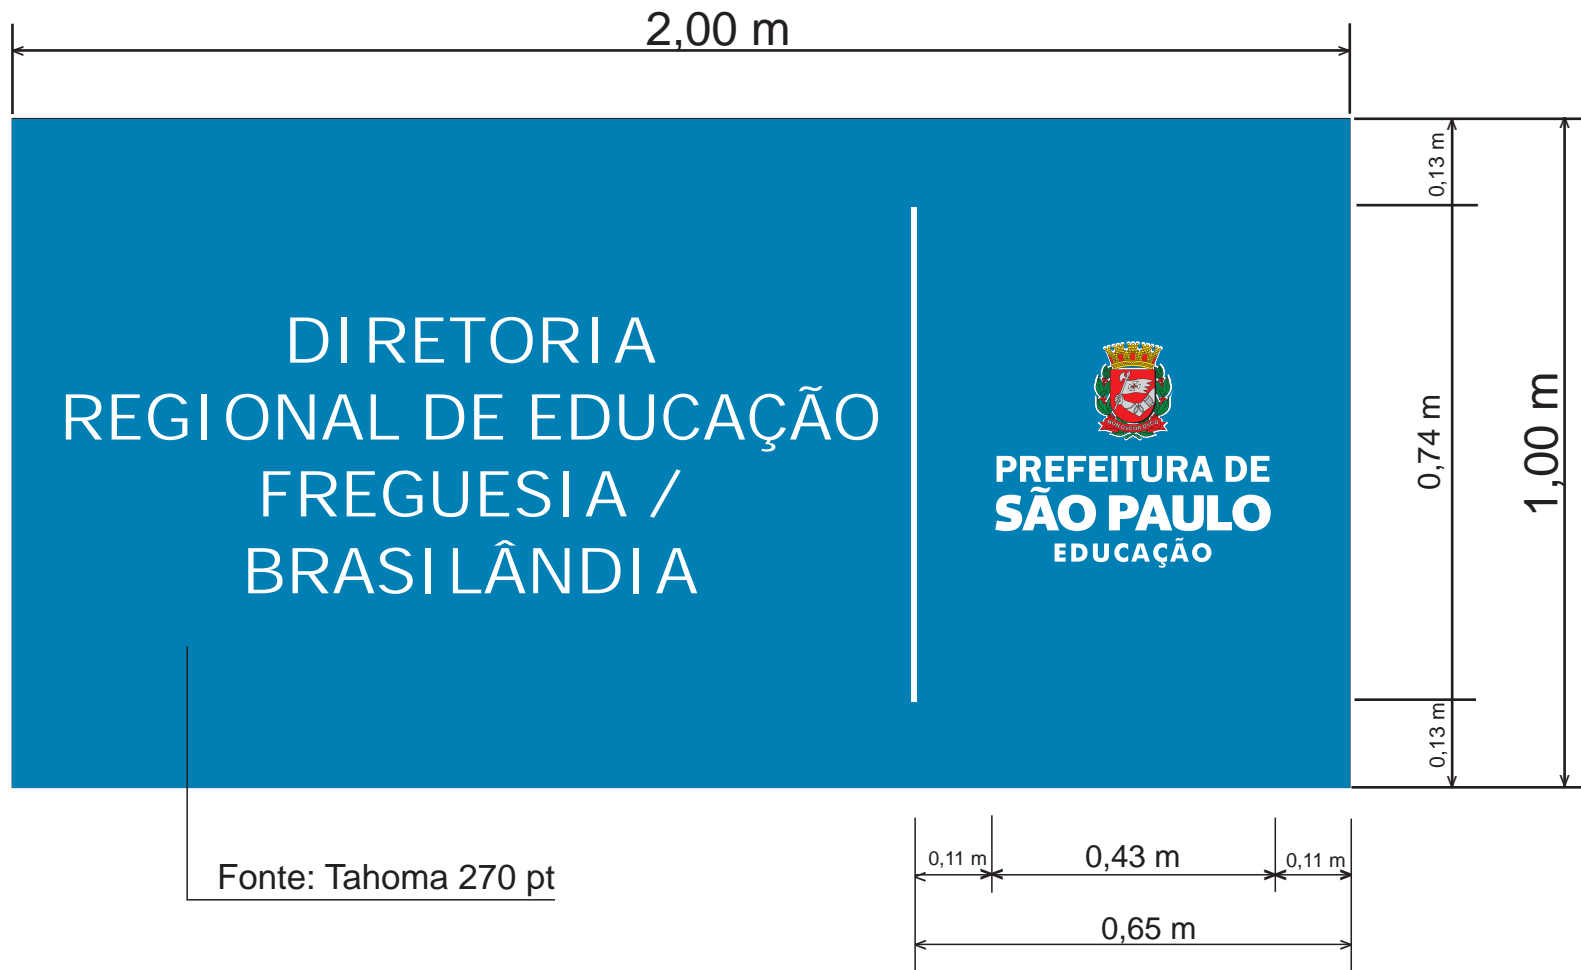 2,00 m
0,13 m
DIRETORIA
REGIONAL DE EDUCAÇÃO
FREGUESIA /
BRASILÂNDIA
PREFEITURA DE
SÃO PAULO
EDUCAÇÃO
0,74 m
1,00 m
0,13 m
0,11 m
0,43 m
0,11 m
0,65 m
Fonte: Tahoma 270 pt